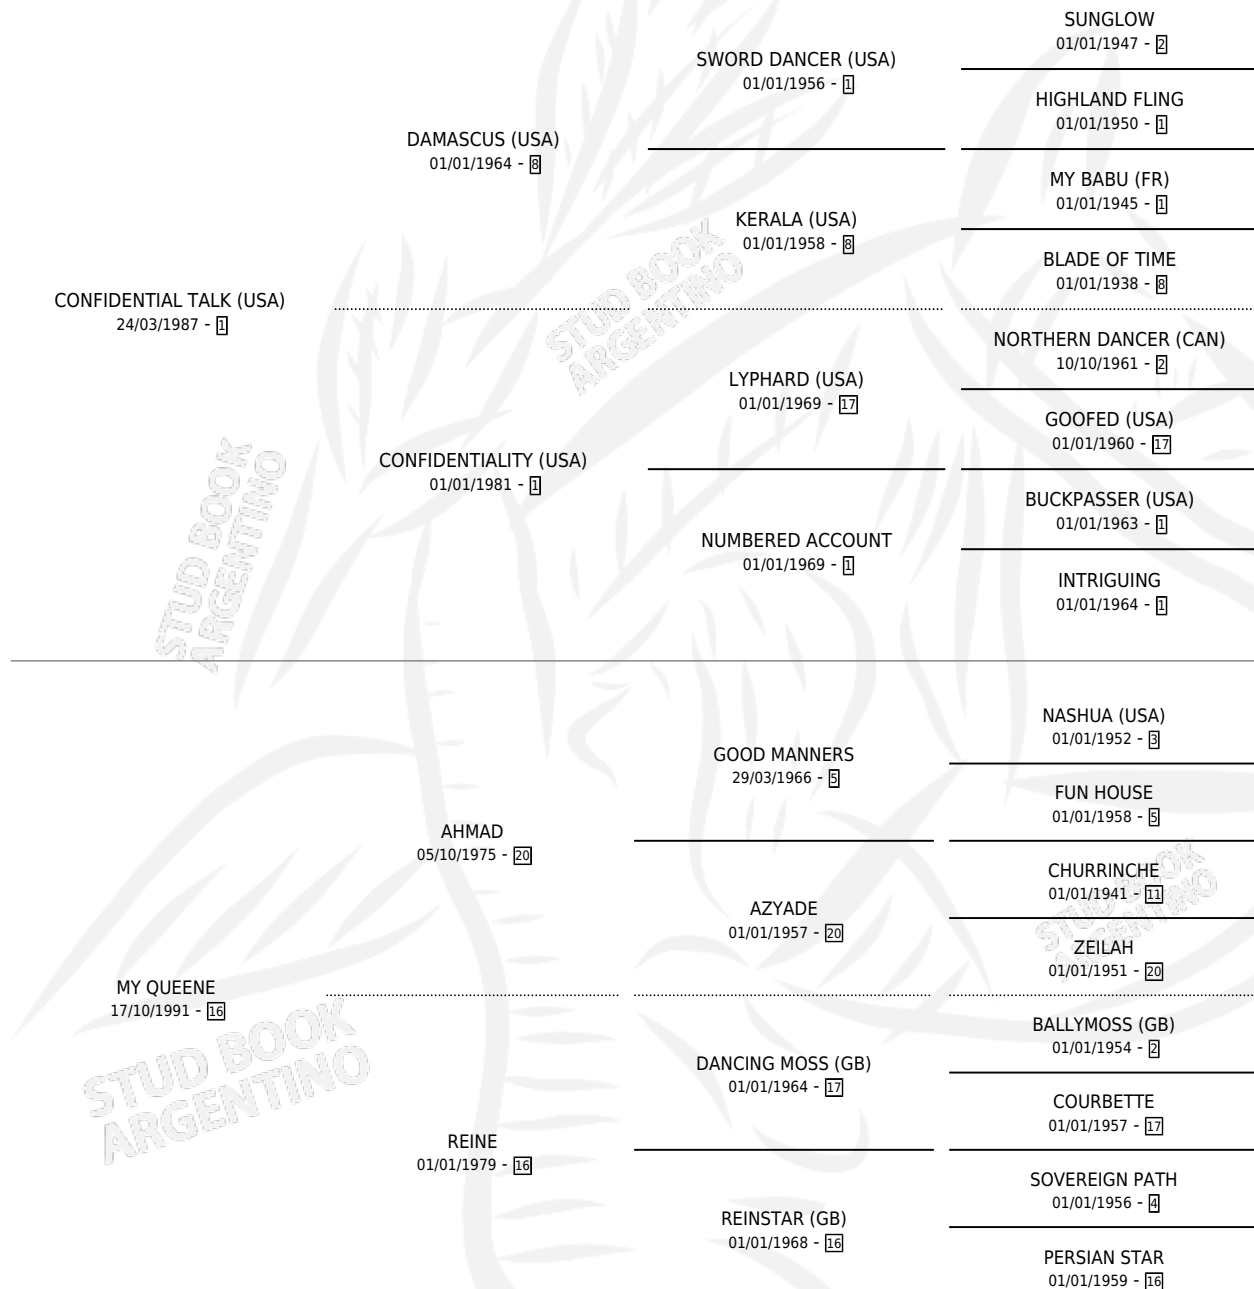 SUNGLOW
01/01/1947 - 2
SWORD DANCER (USA)
01/01/1956 - 1
HIGHLAND FLING
01/01/1950 - 1
DAMASCUS (USA)
01/01/1964 - 8
MY BABU (FR)
01/01/1945 - 1
KERALA (USA)
01/01/1958 - 8
BLADE OF TIME
01/01/1938 - 8
CONFIDENTIAL TALK (USA)
24/03/1987 - 1
NORTHERN DANCER (CAN)
10/10/1961 - 2
LYPHARD (USA)
01/01/1969 - 17
GOOFED (USA)
01/01/1960 - 17
CONFIDENTIALITY (USA)
01/01/1981 - 1
BUCKPASSER (USA)
01/01/1963 - 1
NUMBERED ACCOUNT
01/01/1969 - 1
INTRIGUING
01/01/1964 - 1
STUD BOOK
ARGENTINO
STUD BOOK
ARGENTINO
NASHUA (USA)
01/01/1952 - 3
GOOD MANNERS
29/03/1966 - 5
FUN HOUSE
01/01/1958 - 5
AHMAD
05/10/1975 - 20
CHURRINCHE
01/01/1941 - 11
AZYADE
01/01/1957 - 20
ZEILAH
01/01/1951 - 20
STUD BOOK
ARGENTINO
MY QUEENE
17/10/1991 - 16
BALLYMOSS (GB)
01/01/1954 - 2
DANCING MOSS (GB)
01/01/1964 - 17
COURBETTE
01/01/1957 - 17
STUD BOOK
ARGENTINO
REINE
01/01/1979 - 16
SOVEREIGN PATH
01/01/1956 - 4
REINSTAR (GB)
01/01/1968 - 16
PERSIAN STAR
01/01/1959 - 16